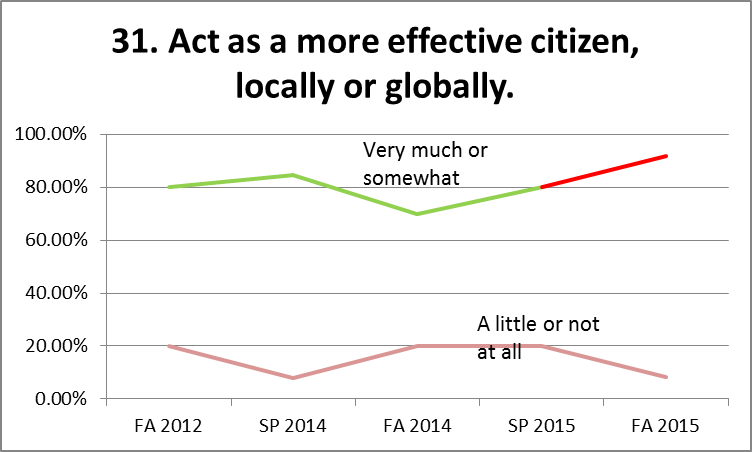 31. Act as a more effective citizen,
locally or globally.
100.00%
80.00%
60.00%
40.00%
20.00%
0.00%
Very much or
somewhat
A little or not
at all
FA 2012
SP 2014
FA 2014
SP 2015
FA 2015